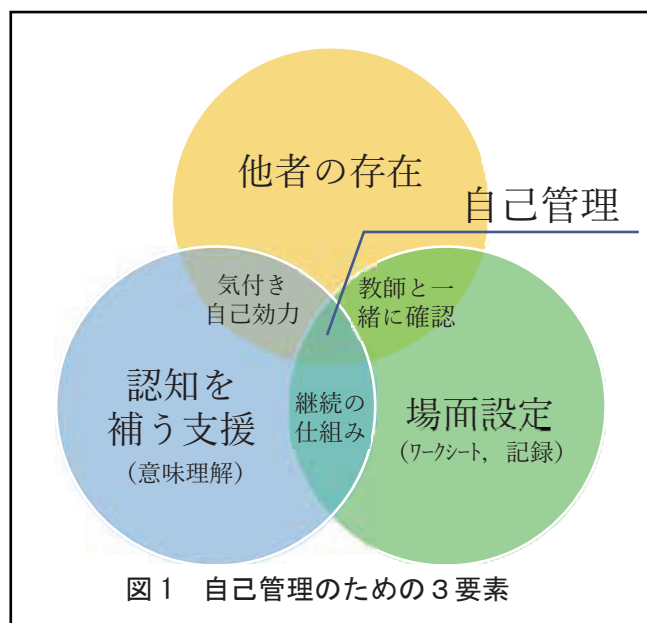 他者の存在
自己管理
気付き
自己効力
教師と一
緒に確認
認知を
補う支援
(意味理解)
継続の
仕組み
場面設定
(ﾜｰｸｼｰﾄ, 記録)
図1 自己管理のための3要素